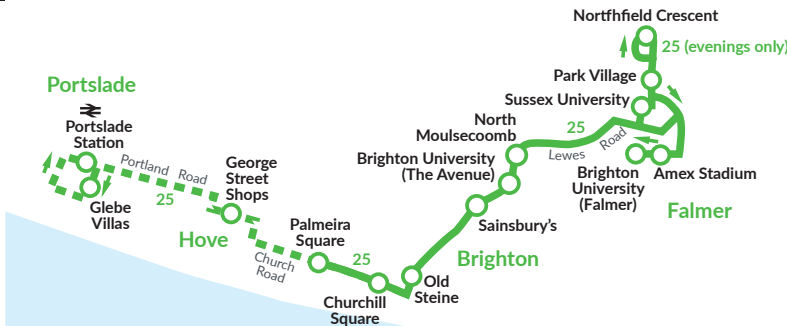 Northfield Crescent
25 (evenings only)
Park Village
Sussex University
North
Moulsecoomb
25
Lewes Road
Brighton University
(The Avenue)
Brighton
University
(Falmer)
Amex Stadium
Falmer
Sainsbury's
Brighton
Old
Steine
Churchill
Square
25
Palmeira
Square
Church
Road
George
Street
Shops
Hove
Portland Road
25
Portslade
Portslade
Station
Glebe
Villas